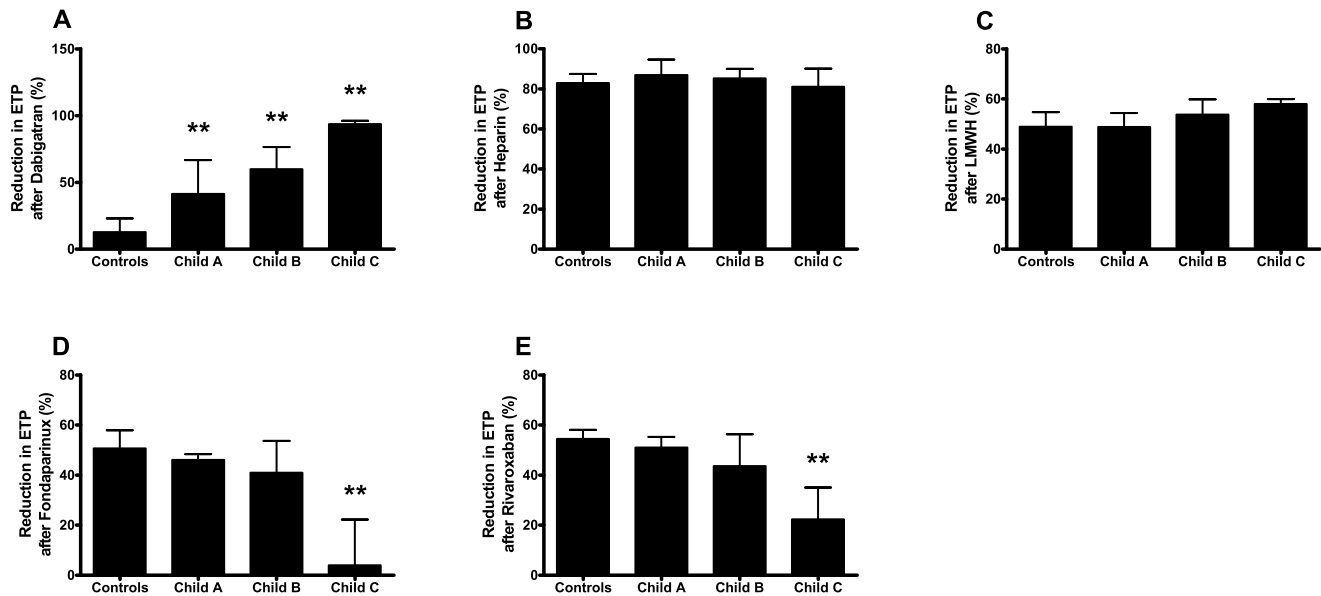 A
Reduction in ETP
after Dabigatran (%)
150
100
50
0
**
**
**
Controls
Child A
Child B
Child C
B
Reduction in ETP
after Heparin (%)
100
80
60
40
20
0
Controls
Child A
Child B
Child C
C
Reduction in ETP
after LMWH (%)
80
60
40
20
0
Controls
Child A
Child B
Child C
D
Reduction in ETP
after Fondaparinux (%)
80
60
40
20
0
**
Controls
Child A
Child B
Child C
E
Reduction in ETP
after Rivaroxaban (%)
80
60
40
20
0
**
Controls
Child A
Child B
Child C